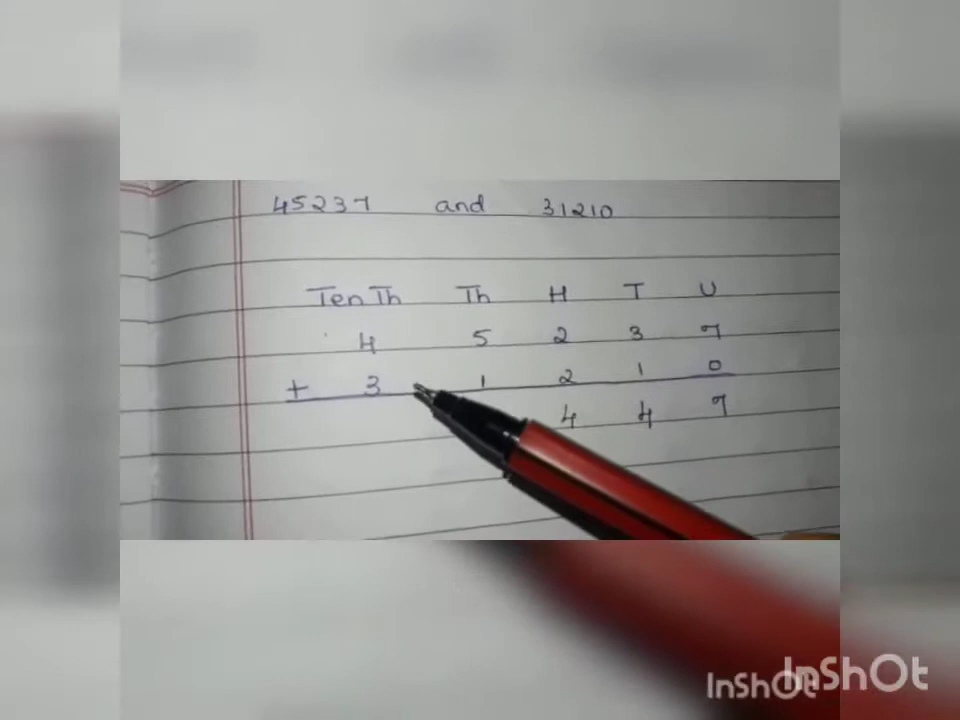 45237 and 31210
Ten Th Th H T U
4 5 2 3 7
+ 3 1 2 1 0
4 4 7
InShOt
InShOt